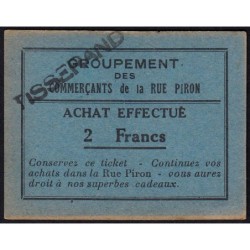 TISSERAND
GROUPEMENT
DES
COMMERÇANTS de la RUE PIRON
ACHAT EFFECTUÉ
2 Francs
Conservez ce ticket - Continuez vos
achats dans la Rue Piron - vous aurez
droit à nos superbes cadeaux.